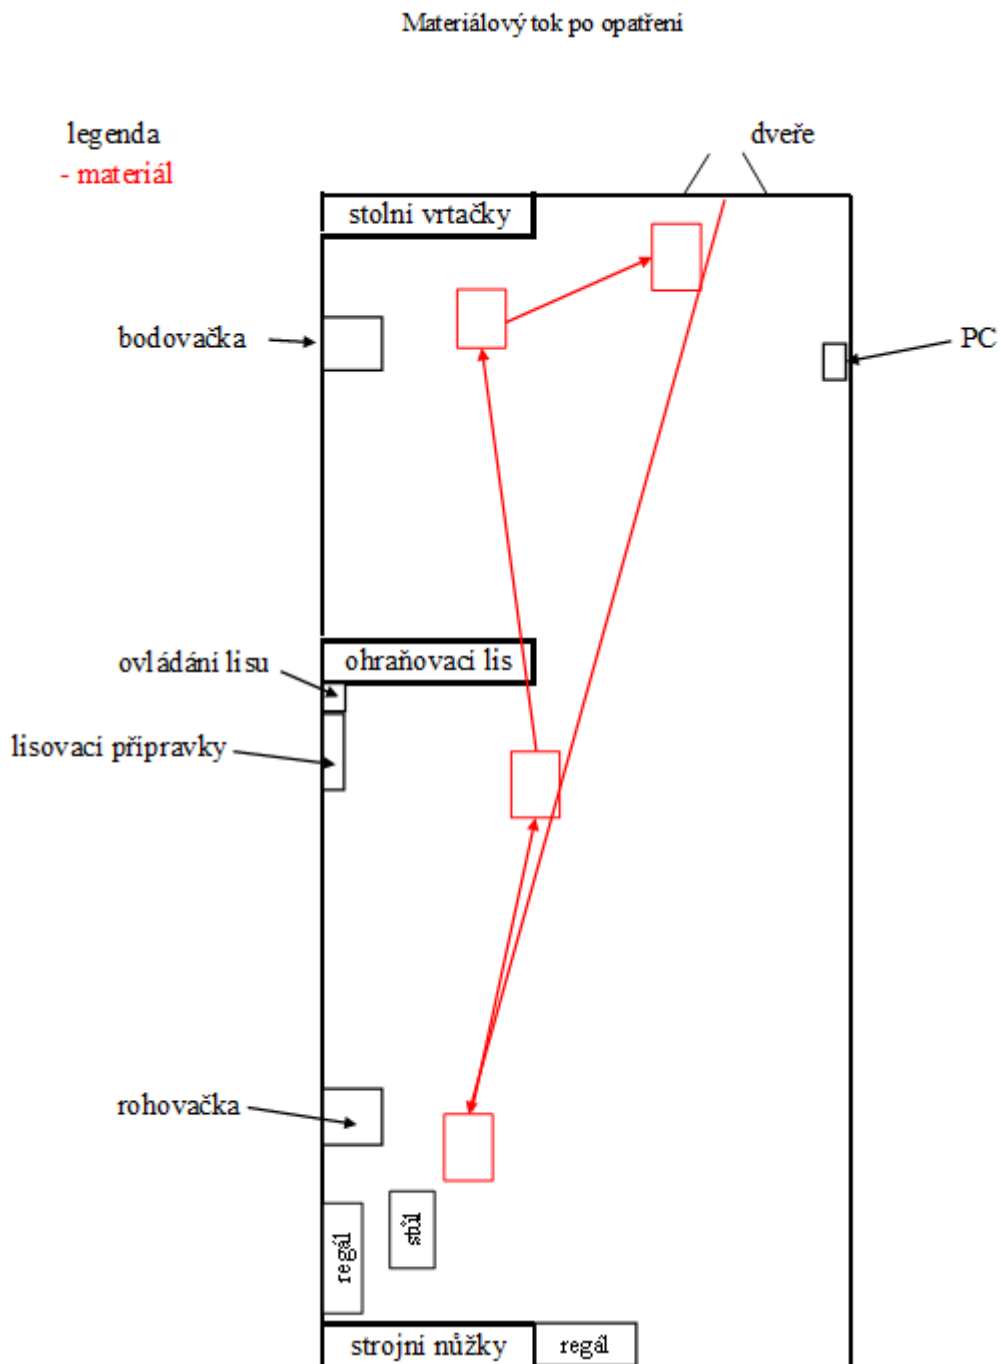 Materiálový tok po opatření
legenda
- materiál
dveře
stolní vrtačky
bodovačka
PC
ovládání lisu
ohraňovací lis
lisovací přípravky
rohovačka
stůl
regál
strojní nůžky
regál